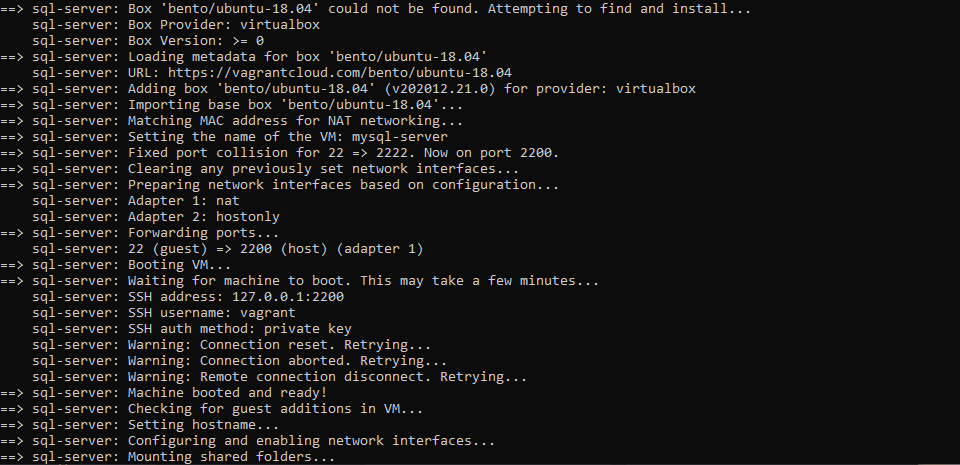 ==> sql-server: Box 'bento/ubuntu-18.04' could not be found. Attempting to find and install...
    sql-server: Box Provider: virtualbox
    sql-server: Box Version: >= 0
==> sql-server: Loading metadata for box 'bento/ubuntu-18.04'
    sql-server: URL: https://vagrantcloud.com/bento/ubuntu-18.04
==> sql-server: Adding box 'bento/ubuntu-18.04' (v202012.21.0) for provider: virtualbox
==> sql-server: Importing base box 'bento/ubuntu-18.04'...
==> sql-server: Matching MAC address for NAT networking...
==> sql-server: Setting the name of the VM: mysql-server
==> sql-server: Fixed port collision for 22 => 2222. Now on port 2200.
==> sql-server: Clearing any previously set network interfaces...
==> sql-server: Preparing network interfaces based on configuration...
    sql-server: Adapter 1: nat
    sql-server: Adapter 2: hostonly
==> sql-server: Forwarding ports...
    sql-server: 22 (guest) => 2200 (host) (adapter 1)
==> sql-server: Booting VM...
==> sql-server: Waiting for machine to boot. This may take a few minutes...
    sql-server: SSH address: 127.0.0.1:2200
    sql-server: SSH username: vagrant
    sql-server: SSH auth method: private key
    sql-server: Warning: Connection reset. Retrying...
    sql-server: Warning: Connection aborted. Retrying...
    sql-server: Warning: Remote connection disconnect. Retrying...
==> sql-server: Machine booted and ready!
==> sql-server: Checking for guest additions in VM...
==> sql-server: Setting hostname...
==> sql-server: Configuring and enabling network interfaces...
==> sql-server: Mounting shared folders...